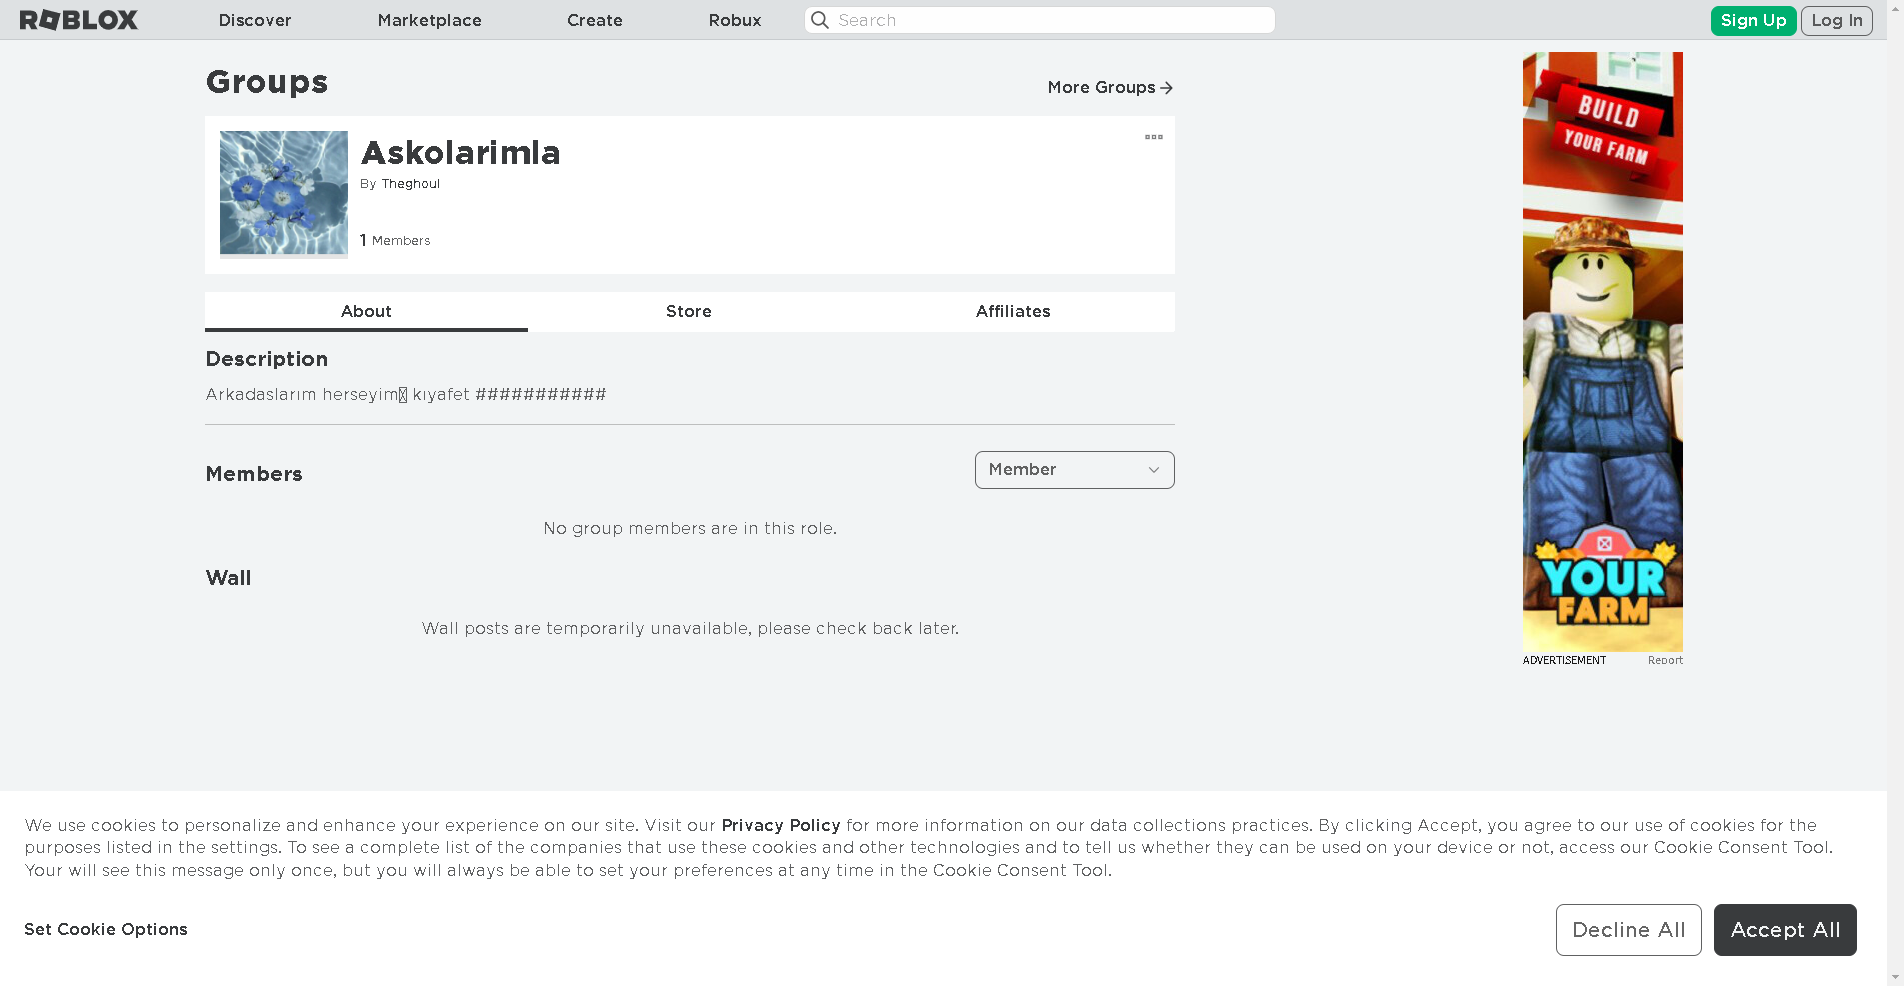 ROBLOX Discover Marketplace Create Robux Search Sign Up Log In
Groups
More Groups
Askolarimla
By Theghoul
1 Members
About Store Affiliates
Description
Arkadaslarım herseyim kıyafet ###########
Members
Member
No group members are in this role.
Wall
Wall posts are temporarily unavailable, please check back later.
BUILD
YOUR FARM
YOUR
FARM
ADVERTISEMENT Report
We use cookies to personalize and enhance your experience on our site. Visit our Privacy Policy for more information on our data collections practices. By clicking Accept, you agree to our use of cookies for the
purposes listed in the settings. To see a complete list of the companies that use these cookies and other technologies and to tell us whether they can be used on your device or not, access our Cookie Consent Tool.
Your will see this message only once, but you will always be able to set your preferences at any time in the Cookie Consent Tool.
Set Cookie Options
Decline All
Accept All